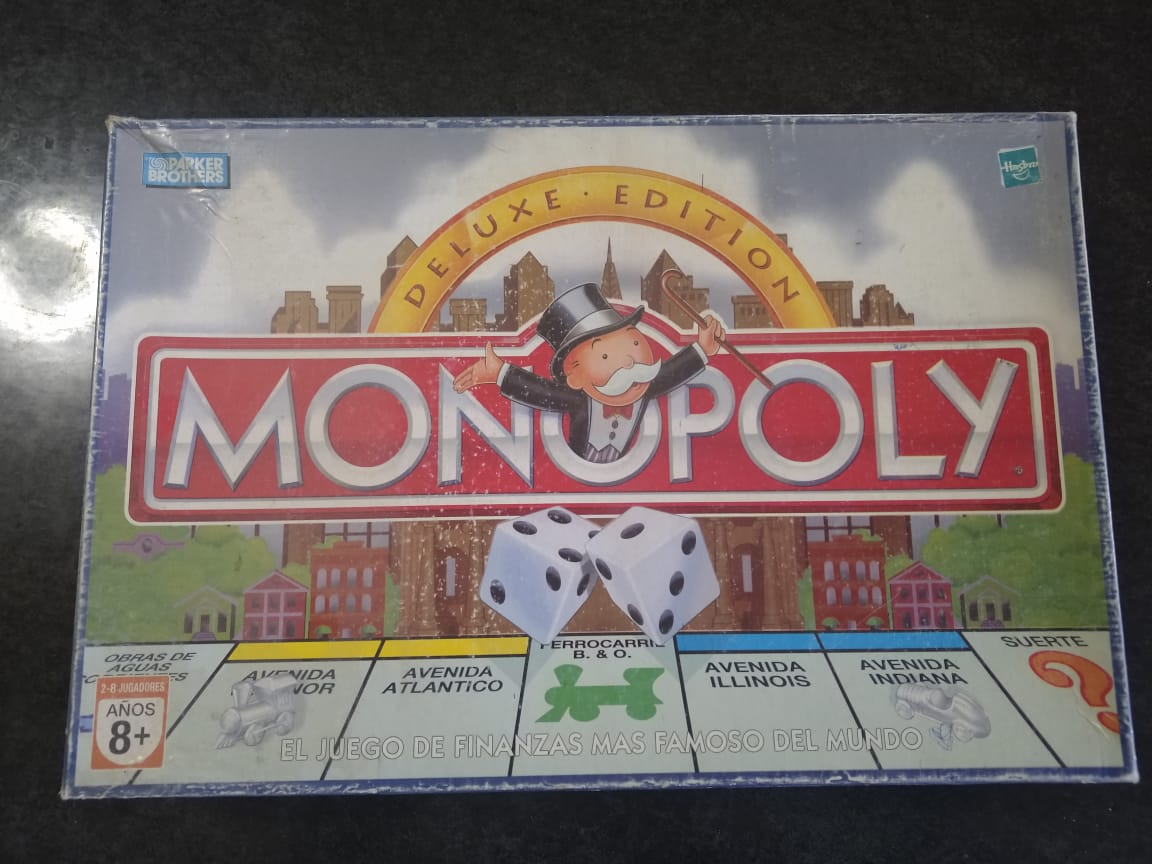 PARKER
BROTHERS
Hasbro
DELUXE · EDITION
MONOPOLY
OBRAS DE
AGUAS
AVENIDA
AVENIDA
ATLANTiCO
FERROCARRIL
B. & O.
AVENIDA
ILLINOIS
AVENIDA
INDIANA
SUERTE
?
2-8 JUGADORES
AÑOS
8+
EL JUEGO DE FINANZAS MAS FAMOSO DEL MUNDO